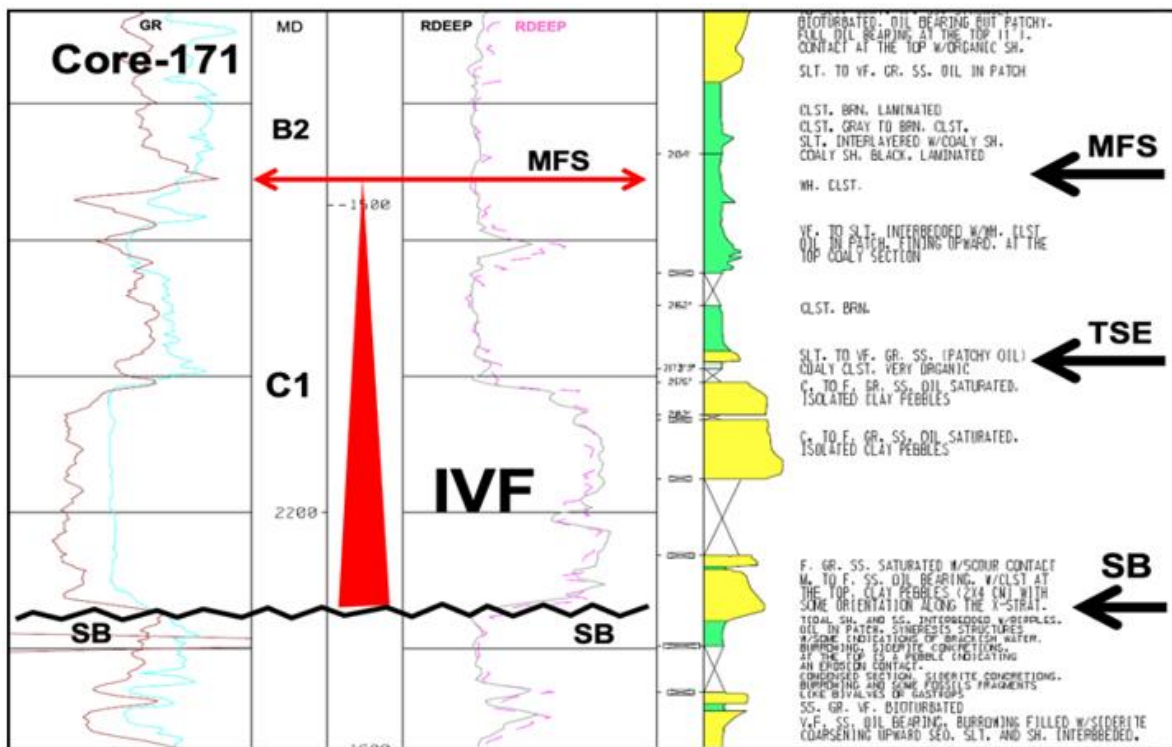 GR
MD
RDEEP
RDEEP
Core-171
B2
MFS
--1500
C1
IVF
2200
SB
SB
BIOTURBATED. OIL BEARING BUT PATCHY.
FULL OIL BEARING AT THE TOP (1').
CONTACT AT THE TOP W/ORGANIC SH.
SLT. TO VF. GR. SS. OIL IN PATCH
CLST. BRN. LAMINATED
CLST. GRAY TO BRN. CLST.
SLT. INTERLAYERED W/COALY SH.
COALY SH. BLACK. LAMINATED
WH. CLST.
VF. TO SLT. INTERBEDDED W/WH. CLST
OIL IN PATCH. FINING UPWARD. AT THE
TOP COALY SECTION
CLST. BRN.
SLT. TO VF. GR. SS. (PATCHY OIL)
COALY CLST. VERY ORGANIC
C. TO F. GR. SS. OIL SATURATED.
ISOLATED CLAY PEBBLES
C. TO F. GR. SS. OIL SATURATED.
ISOLATED CLAY PEBBLES
F. GR. SS. SATURATED W/SCOUR CONTACT
M. TO F. SS. OIL BEARING. W/CLST AT
THE TOP. CLAY PEBBLES (2X4 CM) WITH
SOME ORIENTATION ALONG THE X-STRAT.
TIDAL SH. AND SS. INTERBEDDED W/RIPPLES.
OIL IN PATCH. SYNERESIS STRUCTURES
W/SOME INDICATIONS OF BRACKISH WATER.
BURROWING. SIDERITE CONCRETIONS.
AT THE TOP IS A PEBBLE INDICATING
AN EROSION CONTACT.
CONDENSED SECTION. SIDERITE CONCRETIONS.
BURROWING AND SOME FOSSILS FRAGMENTS
LIKE BIVALVES OR GASTROPS
SS. GR. VF. BIOTURBATED
V.F. SS. OIL BEARING. BURROWING FILLED W/SIDERITE
COARSENING UPWARD SEQ. SLT. AND SH. INTERBBEDED.
MFS
TSE
SB